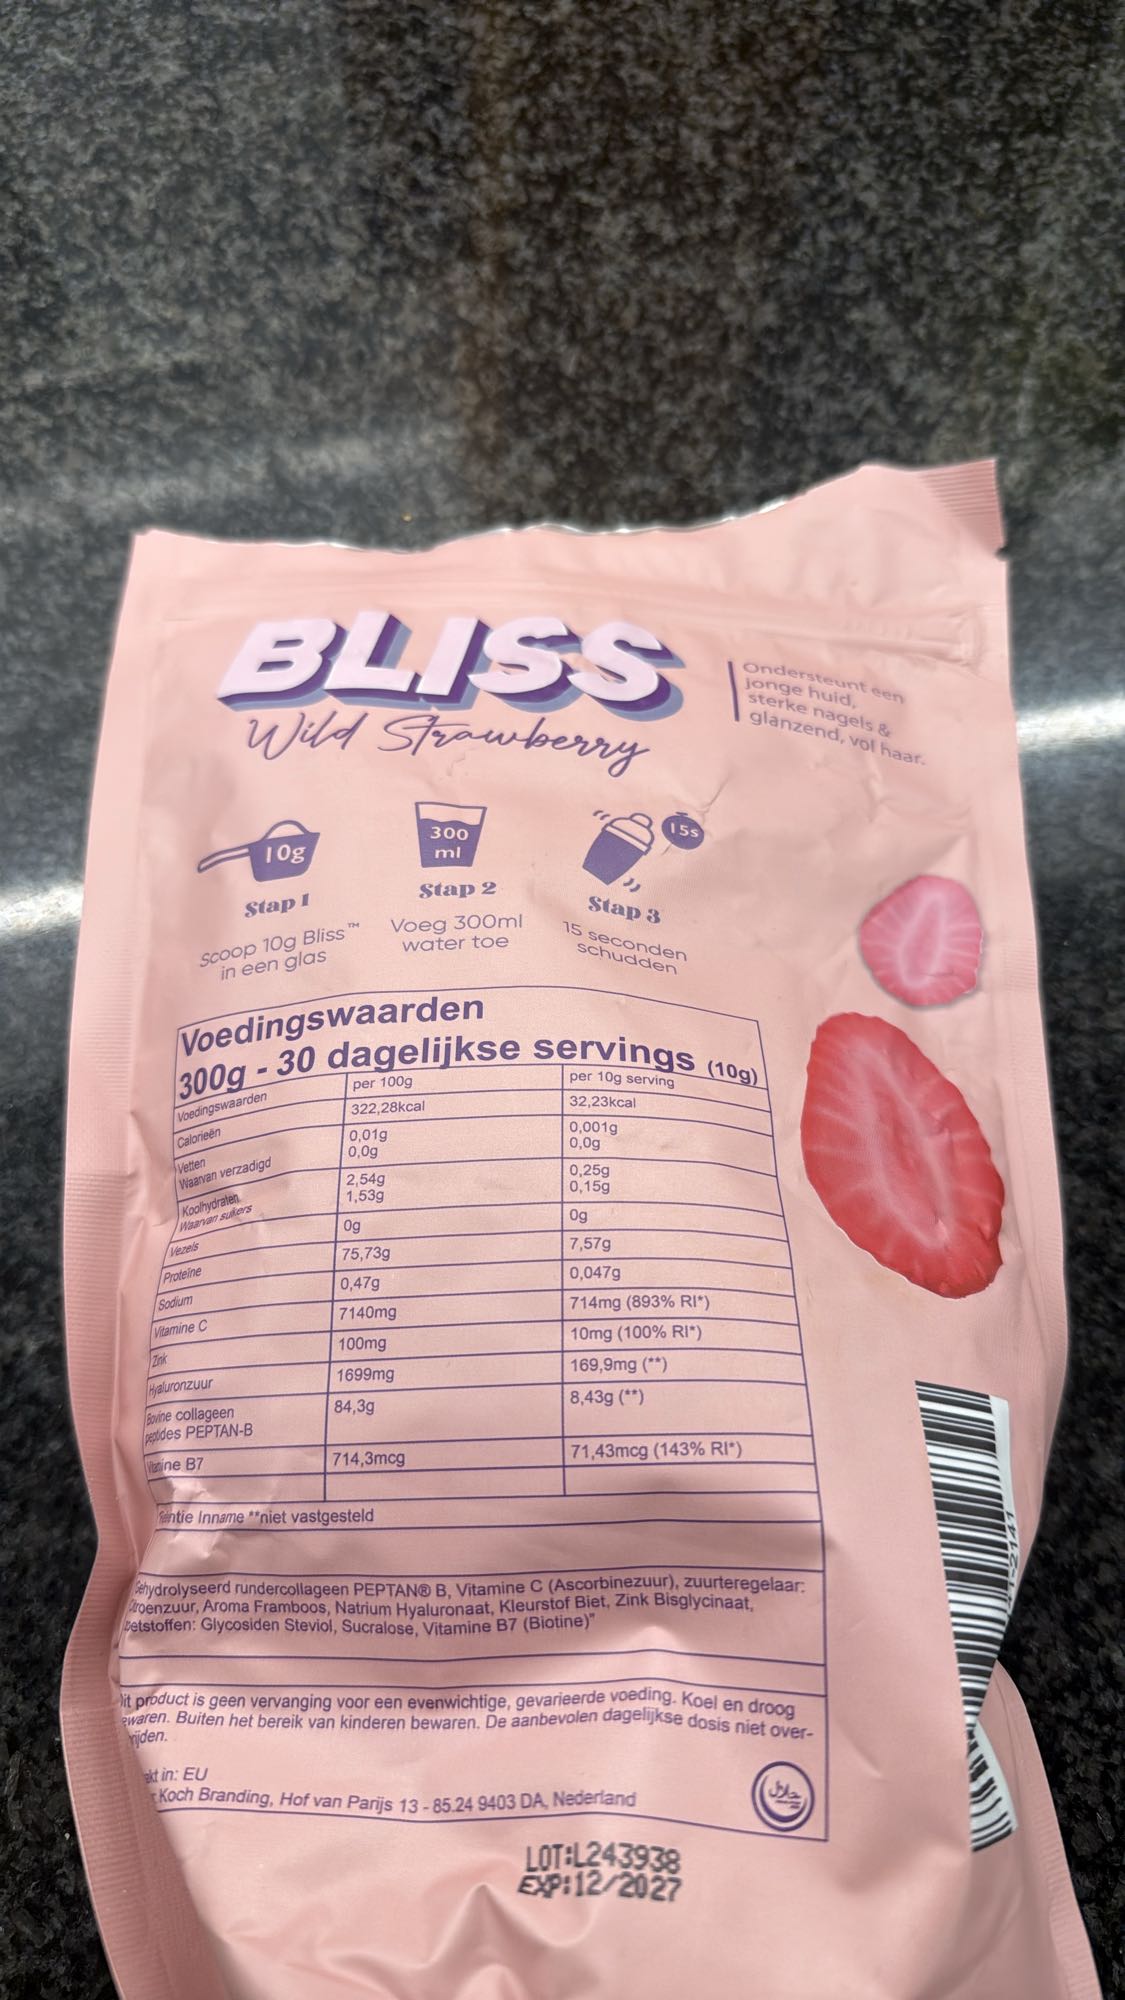 BLISS
Wild Strawberry
Ondersteunt een
jonge huid,
sterke nagels &
glanzend, vol haar.
10g
300
ml
15s
Stap 1
Scoop 10g Bliss™
in een glas
Stap 2
Voeg 300ml
water toe
Stap 3
15 seconden
schudden
Voedingswaarden
300g - 30 dagelijkse servings (10g)
Voedingswaarden per 100g per 10g serving
Calorieën 322,28kcal 32,23kcal
Vetten 0,01g 0,001g
Waarvan verzadigd 0,0g 0,0g
Koolhydraten 2,54g 0,25g
Waarvan suikers 1,53g 0,15g
Vezels 0g 0g
Proteïne 75,73g 7,57g
Sodium 0,47g 0,047g
Vitamine C 7140mg 714mg (893% RI*)
Zink 100mg 10mg (100% RI*)
Hyaluronzuur 1699mg 169,9mg (**)
Bovine collageen 84,3g 8,43g (**)
PEPTAN-B
B7 714,3mcg 71,43mcg (143% RI*)
Inname **niet vastgesteld
Gehydrolyseerd rundercollageen PEPTAN® B, Vitamine C (Ascorbinezuur), zuurteregelaar:
Aroma Framboos, Natrium Hyaluronaat, Kleurstof Biet, Zink Bisglycinaat,
Glycosiden Steviol, Sucralose, Vitamine B7 (Biotine)"
product is geen vervanging voor een evenwichtige, gevarieerde voeding. Koel en droog
Buiten het bereik van kinderen bewaren. De aanbevolen dagelijkse dosis niet over-
in: EU
Koch Branding, Hof van Parijs 13 - 85.24 9403 DA, Nederland
حلال
LOT:L243938
EXP:12/2027